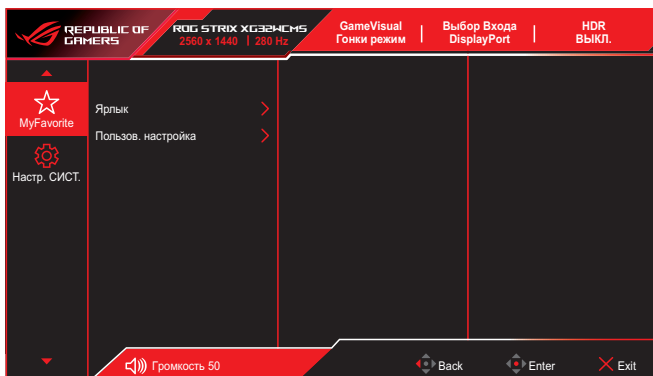 REPUBLIC OF
GAMERS
ROG STRIX XG32WCMS
2560 x 1440 | 280 Hz
GameVisual
Гонки режим
Выбор Входа
DisplayPort
HDR
ВЫКЛ.
MyFavorite
Настр. СИСТ.
Ярлык
Пользов. настройка
Громкость 50
Back
Enter
Exit